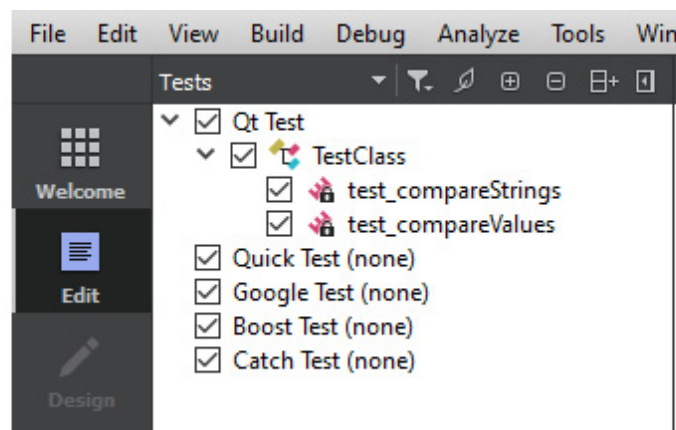 File Edit View Build Debug Analyze Tools Win
Tests
Qt Test
TestClass
Welcome
test_compareStrings
test_compareValues
Quick Test (none)
Edit
Google Test (none)
Boost Test (none)
Catch Test (none)
Design